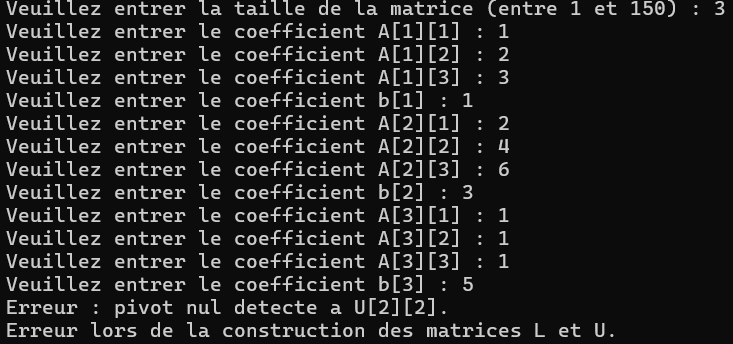 Veuillez entrer la taille de la matrice (entre 1 et 150) : 3
Veuillez entrer le coefficient A[1][1] : 1
Veuillez entrer le coefficient A[1][2] : 2
Veuillez entrer le coefficient A[1][3] : 3
Veuillez entrer le coefficient b[1] : 1
Veuillez entrer le coefficient A[2][1] : 2
Veuillez entrer le coefficient A[2][2] : 4
Veuillez entrer le coefficient A[2][3] : 6
Veuillez entrer le coefficient b[2] : 3
Veuillez entrer le coefficient A[3][1] : 1
Veuillez entrer le coefficient A[3][2] : 1
Veuillez entrer le coefficient A[3][3] : 1
Veuillez entrer le coefficient b[3] : 5
Erreur : pivot nul detecte a U[2][2].
Erreur lors de la construction des matrices L et U.